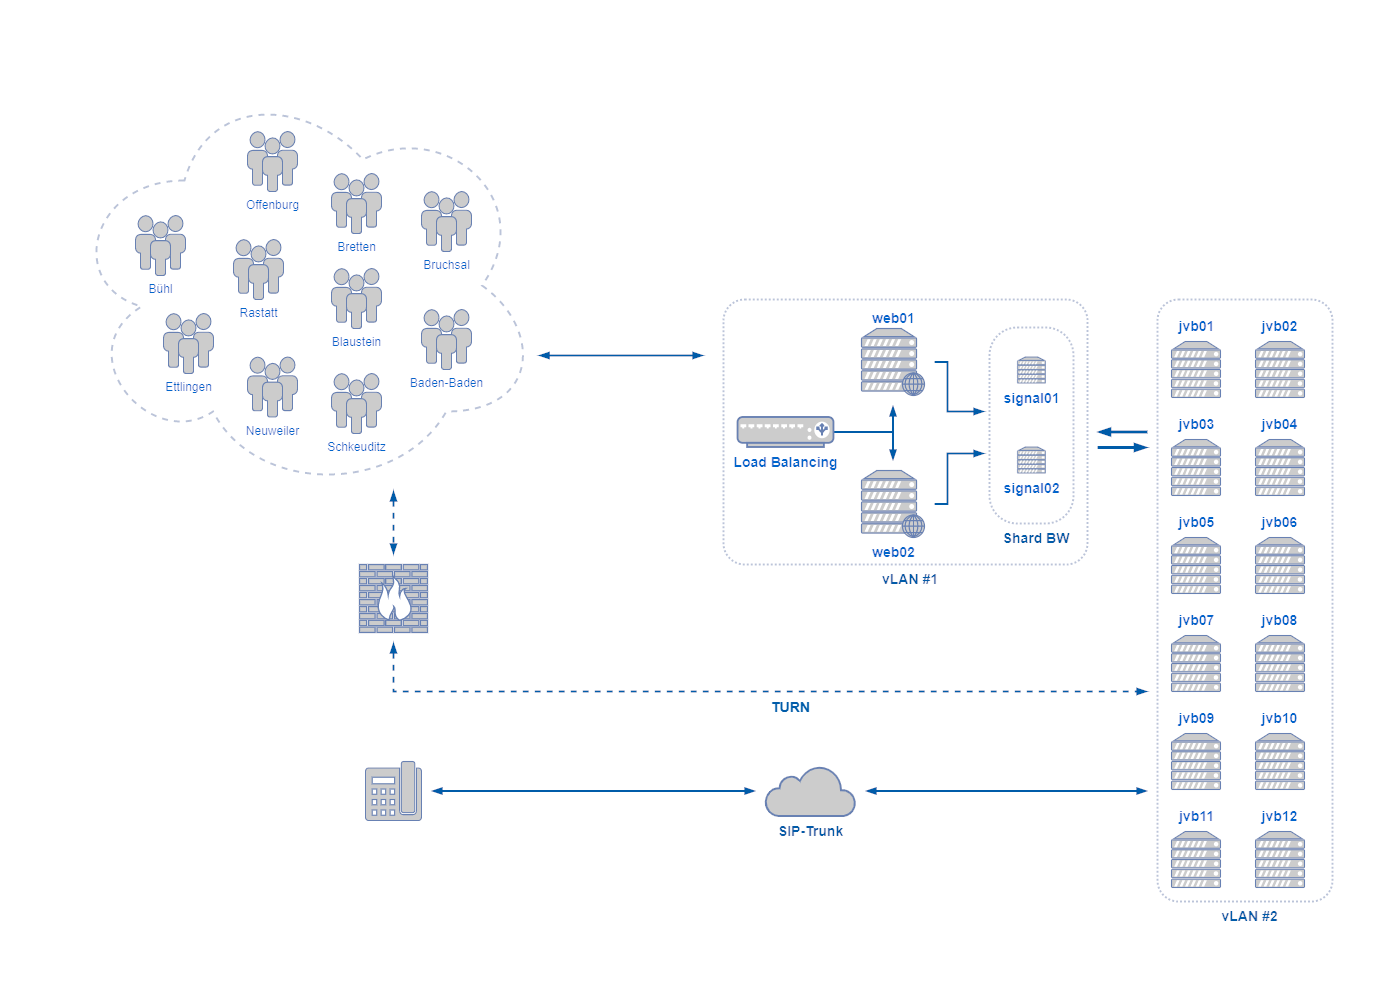 Offenburg
Bretten
Bruchsal
Bühl
Rastatt
Blaustein
Ettlingen
Baden-Baden
Neuweiler
Schkeuditz
web01
signal01
Load Balancing
signal02
Shard BW
web02
vLAN #1
jvb01
jvb02
jvb03
jvb04
jvb05
jvb06
jvb07
jvb08
jvb09
jvb10
jvb11
jvb12
vLAN #2
TURN
SIP-Trunk